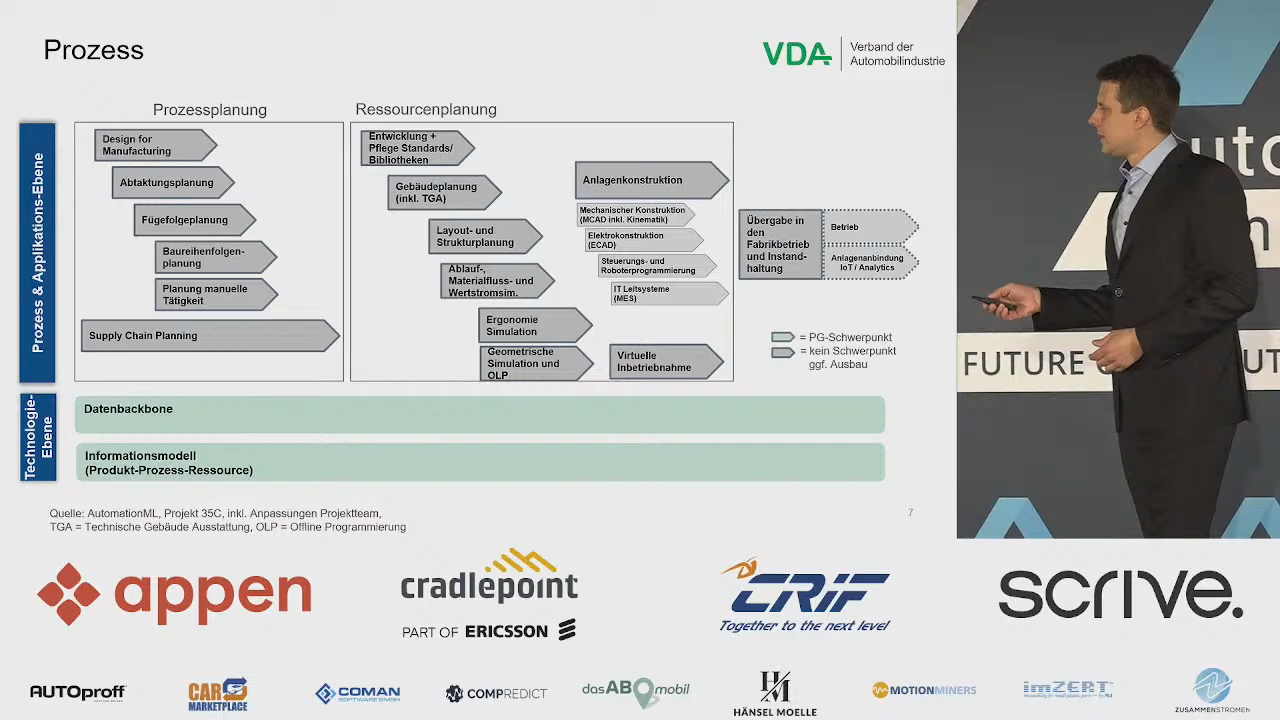 Prozess
VDA
Verband der
Automobilindustrie
Prozessplanung
Ressourcenplanung
Prozess & Applikations-Ebene
Design for
Manufacturing
Abtaktungsplanung
Fügefolgeplanung
Baureihenfolgen-
planung
Planung manuelle
Tätigkeit
Supply Chain Planning
Entwicklung +
Pflege Standards/
Bibliotheken
Gebäudeplanung
(inkl. TGA)
Layout- und
Strukturplanung
Ablauf-,
Materialfluss- und
Wertstromsim.
Ergonomie
Simulation
Geometrische
Simulation und
OLP
Anlagenkonstruktion
Mechanischer Konstruktion
(MCAD inkl. Kinematik)
Elektrokonstruktion
(ECAD)
Steuerungs- und
Roboterprogrammierung
IT Leitsysteme
(MES)
Virtuelle
Inbetriebnahme
Übergabe in
den
Fabrikbetrieb
und Instand-
haltung
Betrieb
Anlagenanbindung
IoT / Analytics
= PG-Schwerpunkt
= kein Schwerpunkt
ggf. Ausbau
Technologie-
Ebene
Datenbackbone
Informationsmodell
(Produkt-Prozess-Ressource)
Quelle: AutomationML, Projekt 35C, inkl. Anpassungen Projektteam,
TGA = Technische Gebäude Ausstattung, OLP = Offline Programmierung
7
FUTURE
appen
cradlepoint
PART OF ERICSSON
CRIF
Together to the next level
scrive.
AUTOproff
CAR
MARKETPLACE
COMAN
SOFTWARE GMBH
COMPREDICT
dasABomobil
H/M
HÄNSEL MOELLE
MOTIONMINERS
imZERT
ZUSAMMENSTROMEN